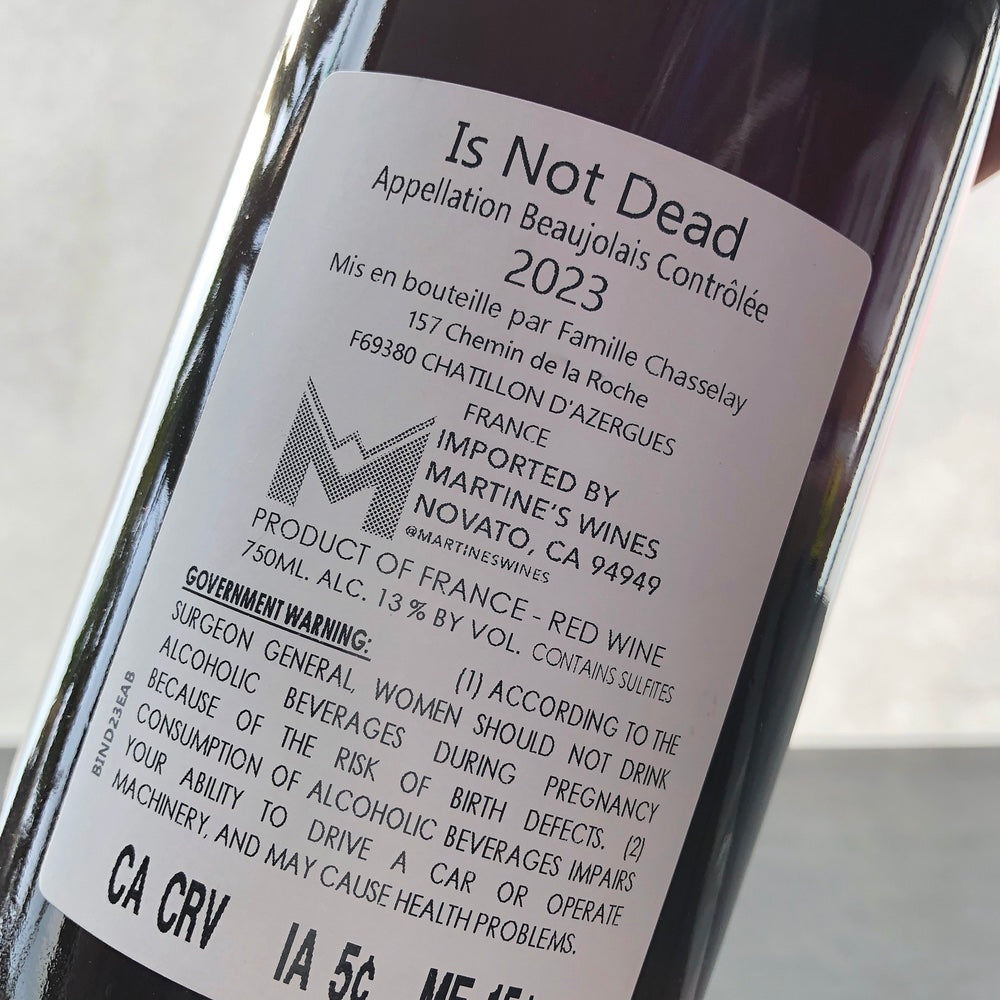 Is Not Dead
Appellation Beaujolais Contrôlée
2023
Mis en bouteille par Famille Chasselay
157 Chemin de la Roche
F69380 CHATILLON D'AZERGUES
FRANCE
IMPORTED BY
MARTINE'S WINES
NOVATO, CA 94949
@MARTINESWINES
PRODUCT OF FRANCE - RED WINE
750ML. ALC. 13% BY VOL. CONTAINS SULFITES
GOVERNMENT WARNING: (1) ACCORDING TO THE
SURGEON GENERAL, WOMEN SHOULD NOT DRINK
ALCOHOLIC BEVERAGES DURING PREGNANCY
BECAUSE OF THE RISK OF BIRTH DEFECTS. (2)
CONSUMPTION OF ALCOHOLIC BEVERAGES IMPAIRS
YOUR ABILITY TO DRIVE A CAR OR OPERATE
MACHINERY, AND MAY CAUSE HEALTH PROBLEMS.
BIND23EAB
CA CRV IA 5¢ ME